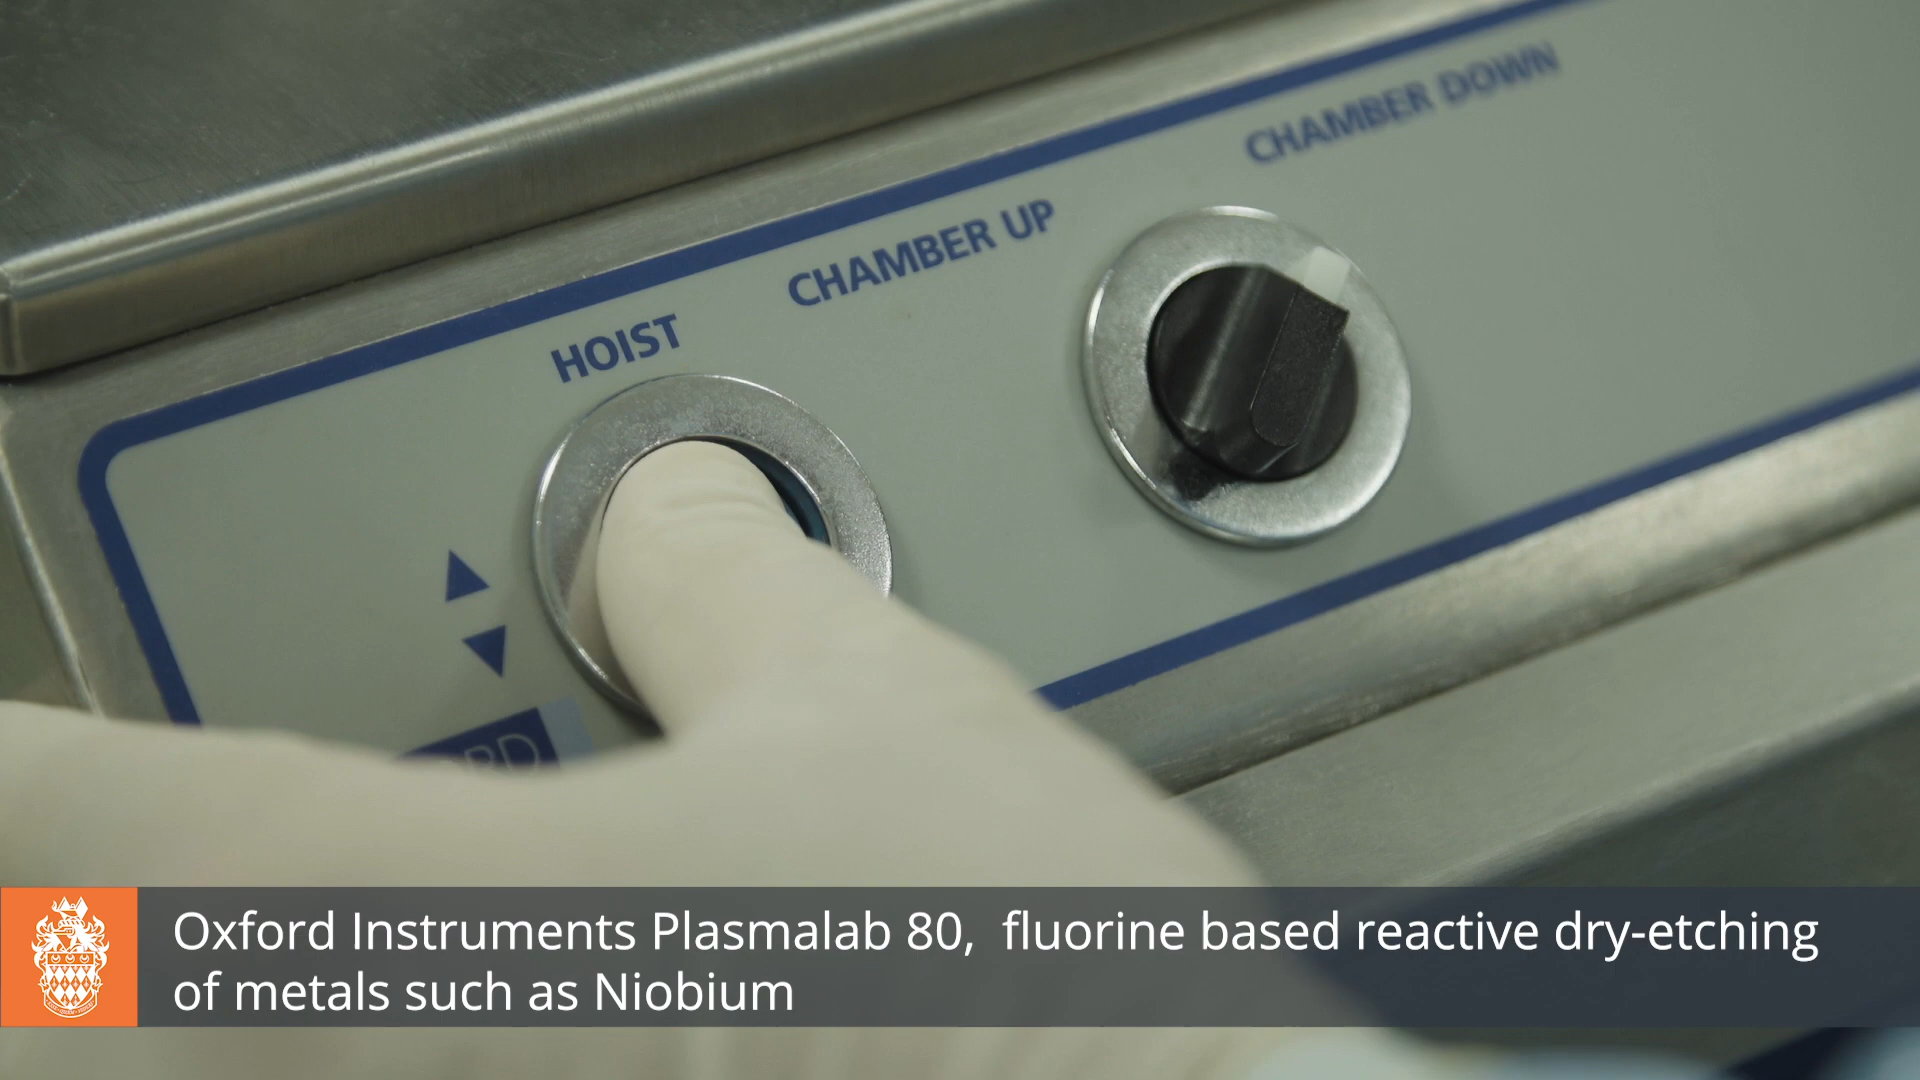 CHAMBER DOWN
CHAMBER UP
HOIST
RD
Oxford Instruments Plasmalab 80, fluorine based reactive dry-etching
of metals such as Niobium